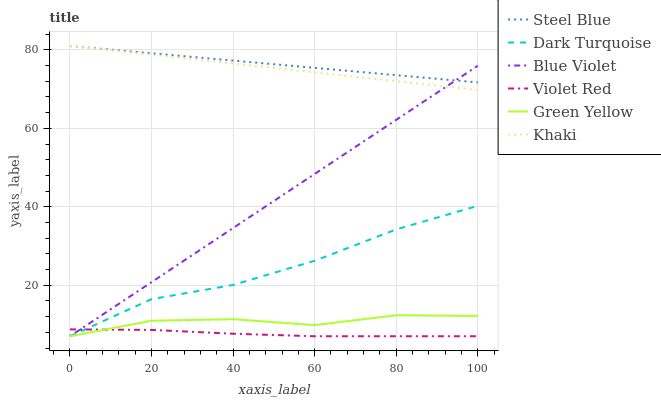 title
yaxis_label
80
60
40
20
0
20
40
60
80
100
xaxis_label
Steel Blue
Dark Turquoise
Blue Violet
Violet Red
Green Yellow
Khaki